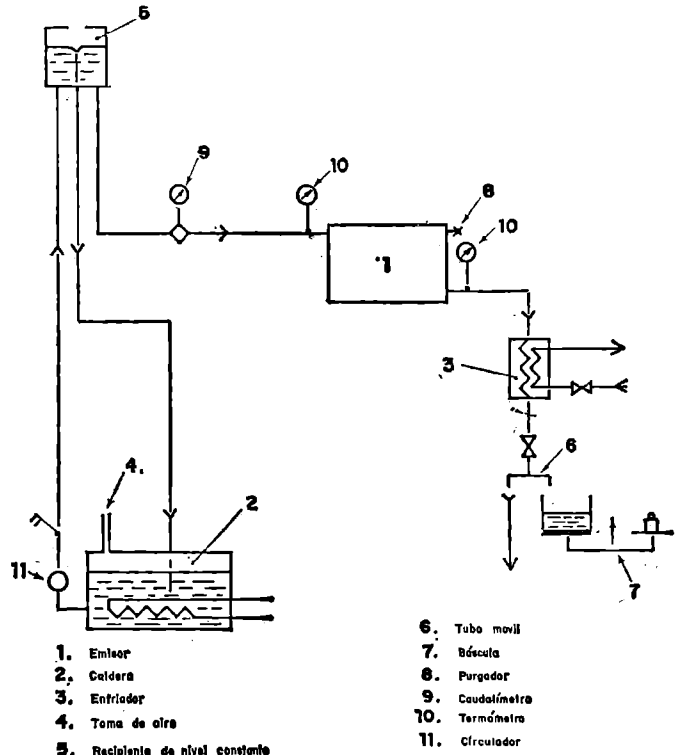 5
9
10
8
10
1.
3
6
4.
2
11
7
1. Emisor
2. Caldera
3. Enfriador
4. Toma de aire
5. Recipiente de nivel constante
6. Tubo movil
7. Báscula
8. Purgador
9. Caudalímetro
10. Termómetro
11. Circulador